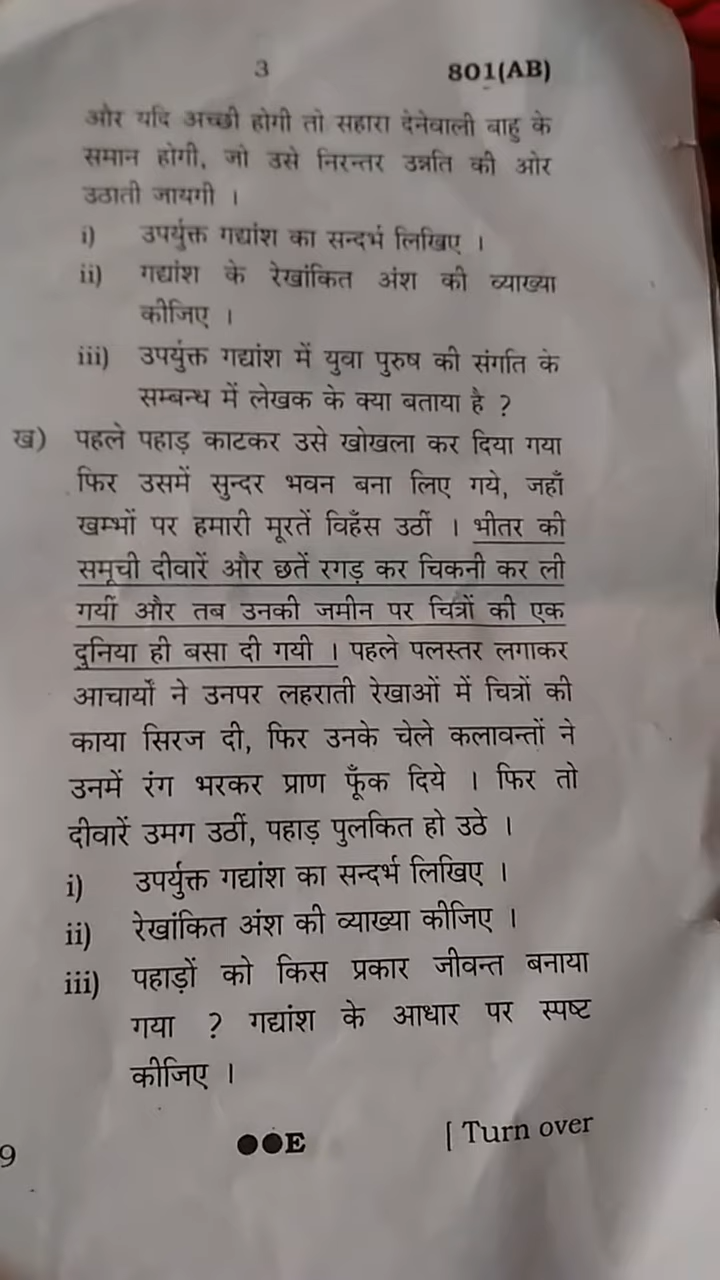 3 801(AB)
और यदि अच्छी होगी तो सहारा देनेवाली बाहु के
समान होगी, जो उसे निरन्तर उन्नति की ओर
उठाती जायगी ।
i) उपर्युक्त गद्यांश का सन्दर्भ लिखिए ।
ii) गद्यांश के रेखांकित अंश की व्याख्या
कीजिए ।
iii) उपर्युक्त गद्यांश में युवा पुरुष की संगति के
सम्बन्ध में लेखक के क्या बताया है ?
ख) पहले पहाड़ काटकर उसे खोखला कर दिया गया
फिर उसमें सुन्दर भवन बना लिए गये, जहाँ
खम्भों पर हमारी मूरतें विहँस उठीं । भीतर की
समूची दीवारें और छतें रगड़ कर चिकनी कर ली
गयीं और तब उनकी जमीन पर चित्रों की एक
दुनिया ही बसा दी गयी । पहले पलस्तर लगाकर
आचार्यों ने उनपर लहराती रेखाओं में चित्रों की
काया सिरज दी, फिर उनके चेले कलावन्तों ने
उनमें रंग भरकर प्राण फूँक दिये । फिर तो
दीवारें उमग उठीं, पहाड़ पुलकित हो उठे ।
i) उपर्युक्त गद्यांश का सन्दर्भ लिखिए ।
ii) रेखांकित अंश की व्याख्या कीजिए ।
iii) पहाड़ों को किस प्रकार जीवन्त बनाया
गया ? गद्यांश के आधार पर स्पष्ट
कीजिए ।
9 ●●E [ Turn over